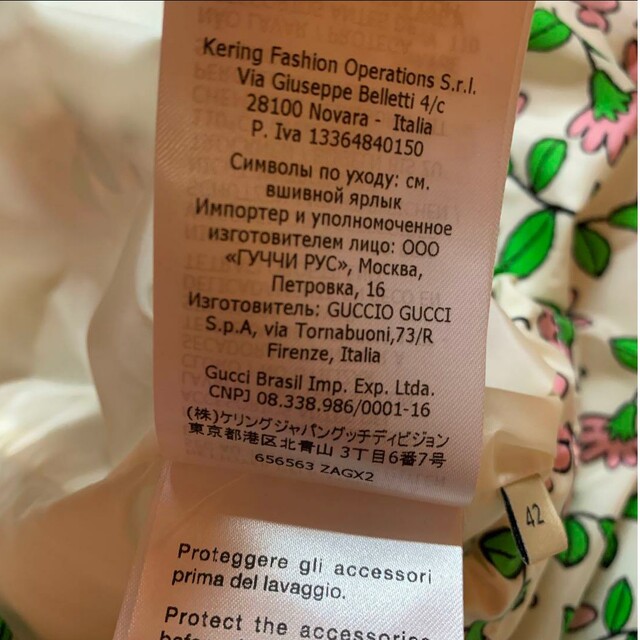 Kering Fashion Operations S.r.l.
Via Giuseppe Belletti 4/c
28100 Novara - Italia
P. Iva 13364840150
Символы по уходу: см.
вшивной ярлык
Импортер и уполномоченное
изготовителем лицо: ООО
«ГУЧЧИ РУС», Москва,
Петровка, 16
Изготовитель: GUCCIO GUCCI
S.p.A, via Tornabuoni,73/R
Firenze, Italia
Gucci Brasil Imp. Exp. Ltda.
CNPJ 08.338.986/0001-16
(株)ケリングジャパングッチディビジョン
東京都港区北青山 3丁目6番7号
656563 ZAGX2
42
Proteggere gli accessori
prima del lavaggio.
Protect the accessories